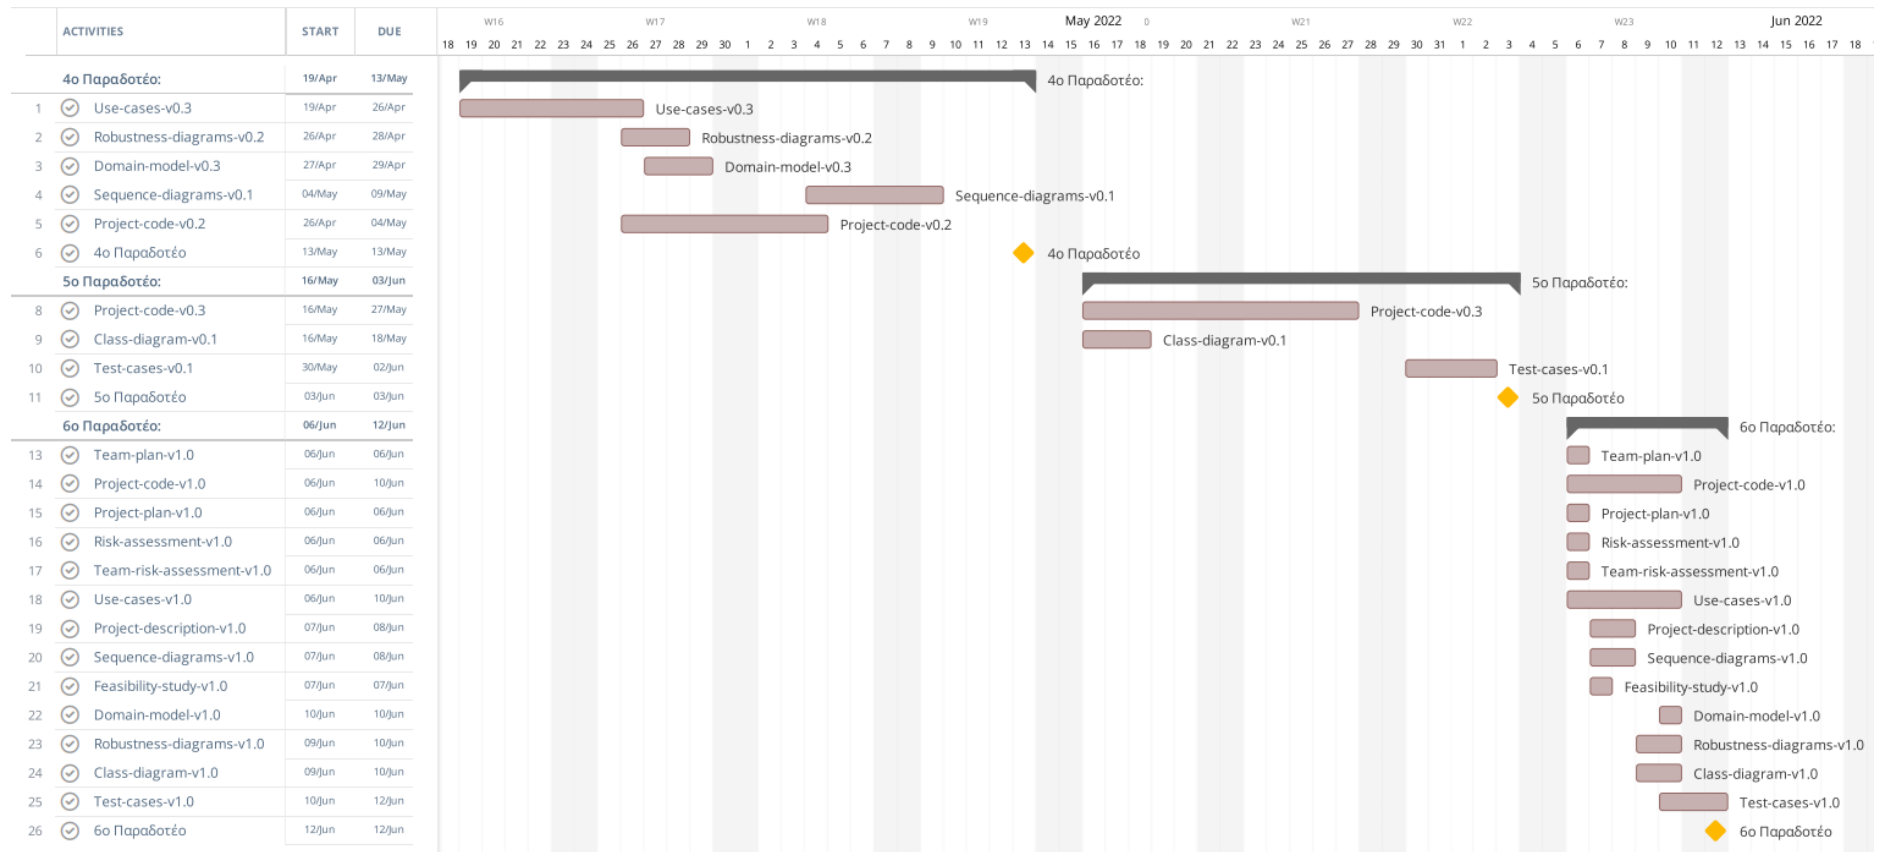 W16 W17 W18 W19 May 2022 0 W21 W22 W23 Jun 2022
ACTIVITIES START DUE
18 19 20 21 22 23 24 25 26 27 28 29 30 1 2 3 4 5 6 7 8 9 10 11 12 13 14 15 16 17 18 19 20 21 22 23 24 25 26 27 28 29 30 31 1 2 3 4 5 6 7 8 9 10 11 12 13 14 15 16 17 18
4ο Παραδοτέο: 19/Apr 13/May 4ο Παραδοτέο:
1 Use-cases-v0.3 19/Apr 26/Apr Use-cases-v0.3
2 Robustness-diagrams-v0.2 26/Apr 28/Apr Robustness-diagrams-v0.2
3 Domain-model-v0.3 27/Apr 29/Apr Domain-model-v0.3
4 Sequence-diagrams-v0.1 04/May 09/May Sequence-diagrams-v0.1
5 Project-code-v0.2 26/Apr 04/May Project-code-v0.2
6 4ο Παραδοτέο 13/May 13/May 4ο Παραδοτέο
5ο Παραδοτέο: 16/May 03/Jun 5ο Παραδοτέο:
8 Project-code-v0.3 16/May 27/May Project-code-v0.3
9 Class-diagram-v0.1 16/May 18/May Class-diagram-v0.1
10 Test-cases-v0.1 30/May 02/Jun Test-cases-v0.1
11 5ο Παραδοτέο 03/Jun 03/Jun 5ο Παραδοτέο
6ο Παραδοτέο: 06/Jun 12/Jun 6ο Παραδοτέο:
13 Team-plan-v1.0 06/Jun 06/Jun Team-plan-v1.0
14 Project-code-v1.0 06/Jun 10/Jun Project-code-v1.0
15 Project-plan-v1.0 06/Jun 06/Jun Project-plan-v1.0
16 Risk-assessment-v1.0 06/Jun 06/Jun Risk-assessment-v1.0
17 Team-risk-assessment-v1.0 06/Jun 06/Jun Team-risk-assessment-v1.0
18 Use-cases-v1.0 06/Jun 10/Jun Use-cases-v1.0
19 Project-description-v1.0 07/Jun 08/Jun Project-description-v1.0
20 Sequence-diagrams-v1.0 07/Jun 08/Jun Sequence-diagrams-v1.0
21 Feasibility-study-v1.0 07/Jun 07/Jun Feasibility-study-v1.0
22 Domain-model-v1.0 10/Jun 10/Jun Domain-model-v1.0
23 Robustness-diagrams-v1.0 09/Jun 10/Jun Robustness-diagrams-v1.0
24 Class-diagram-v1.0 09/Jun 10/Jun Class-diagram-v1.0
25 Test-cases-v1.0 10/Jun 12/Jun Test-cases-v1.0
26 6ο Παραδοτέο 12/Jun 12/Jun 6ο Παραδοτέο